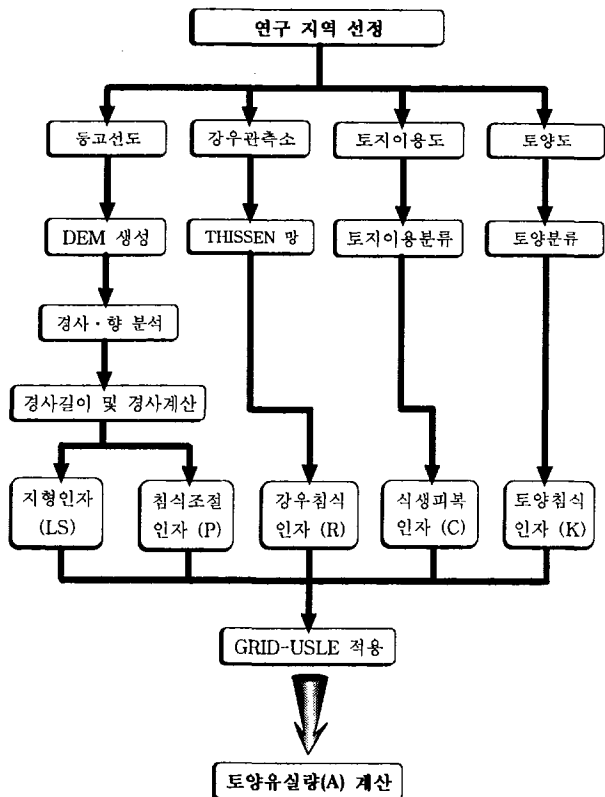 연구 지역 선정
등고선도
강우관측소
토지이용도
토양도
DEM 생성
THISSEN 망
토지이용분류
토양분류
경사·향 분석
경사길이 및 경사계산
지형인자
(LS)
침식조절
인자 (P)
강우침식
인자 (R)
식생피복
인자 (C)
토양침식
인자 (K)
GRID-USLE 적용
토양유실량(A) 계산